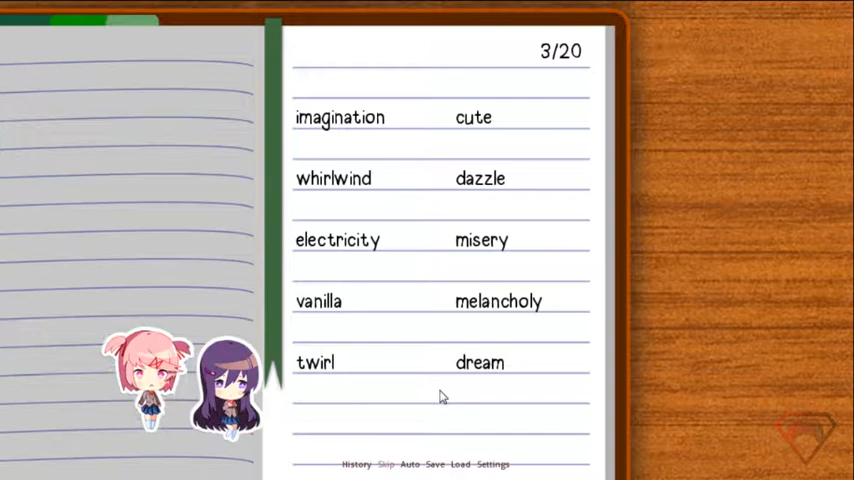 3/20
imagination cute
whirlwind dazzle
electricity misery
vanilla melancholy
twirl dream
History Skip Auto Save Load Settings